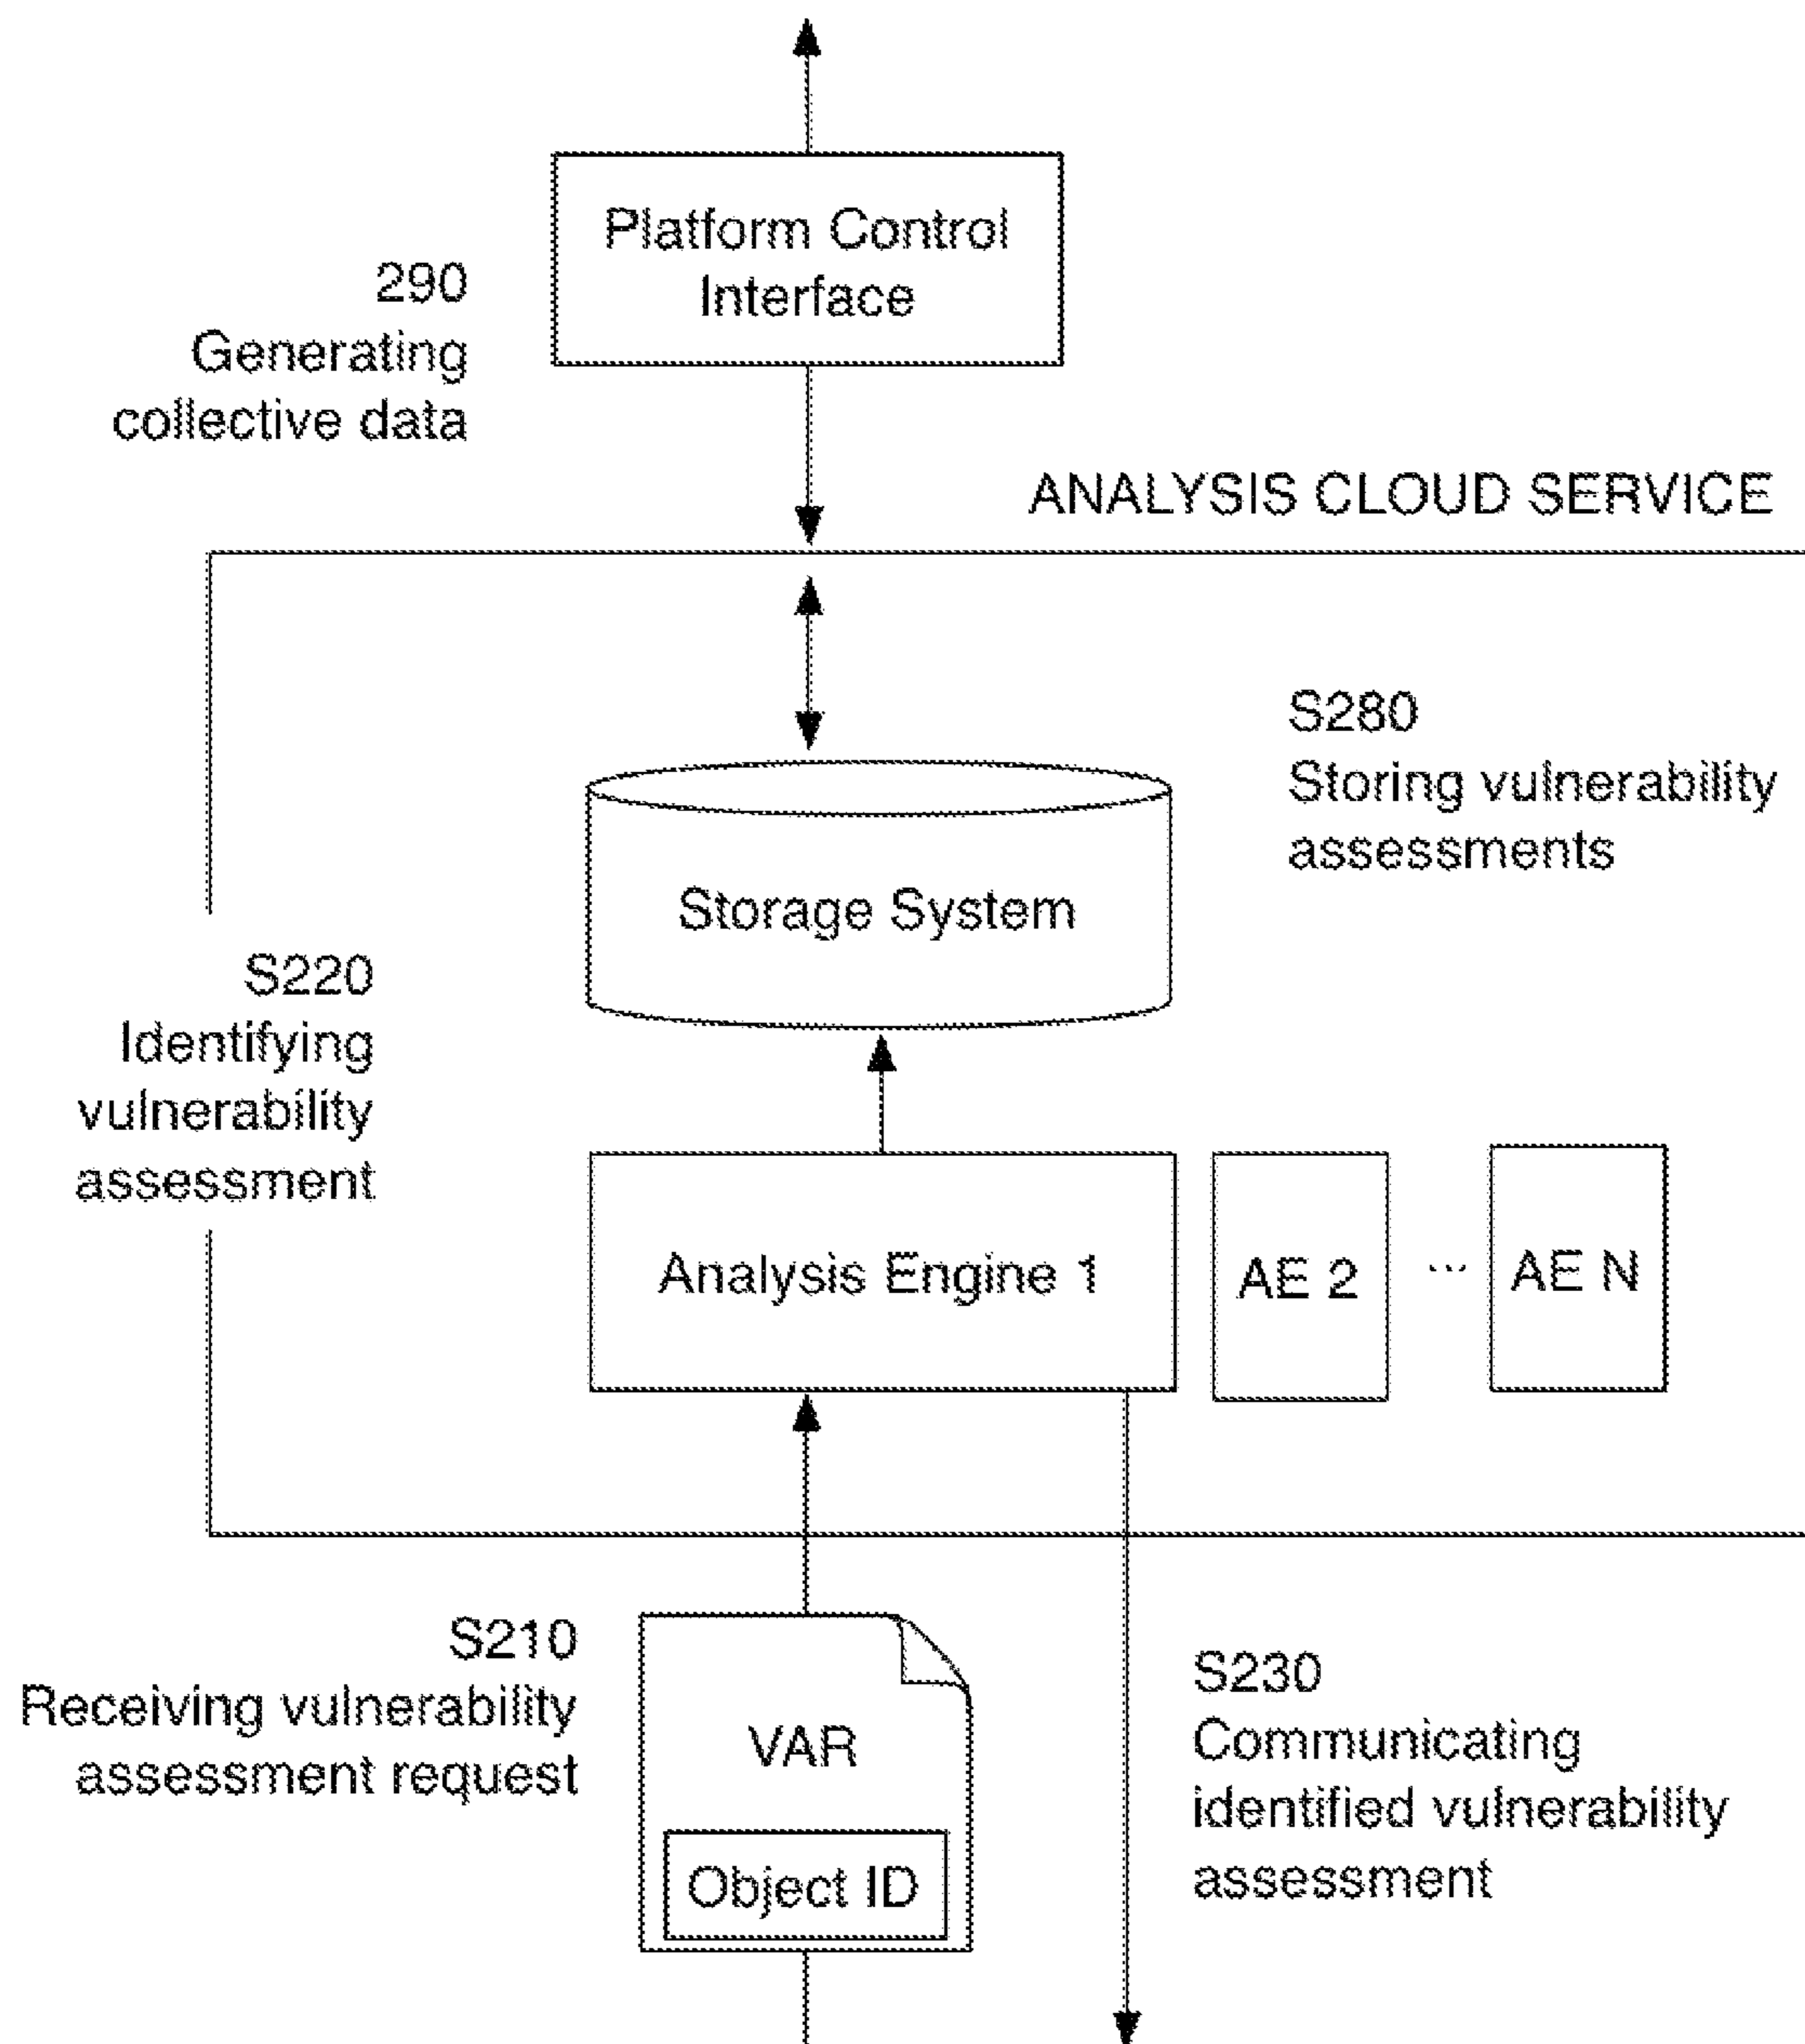 Platform Control
Interface
290
Generating
collective data
ANALYSIS CLOUD SERVICE
S280
Storing vulnerability
assessments
Storage System
S220
Identifying
vulnerability
assessment
Analysis Engine 1
AE 2
...
AE N
S210
Receiving vulnerability
assessment request
VAR
Object ID
S230
Communicating
identified vulnerability
assessment